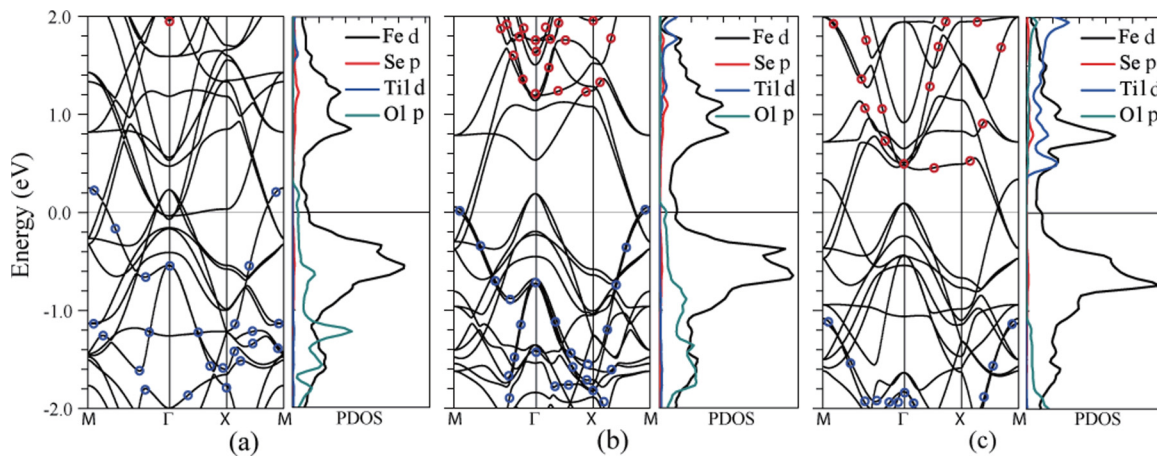 Energy (eV)
2.0
1.0
0.0
-1.0
-2.0
M Γ X M
PDOS
Fe d
Se p
Til d
Ol p
(a)
M Γ X M
PDOS
Fe d
Se p
Til d
Ol p
(b)
M Γ X M
PDOS
Fe d
Se p
Til d
Ol p
(c)